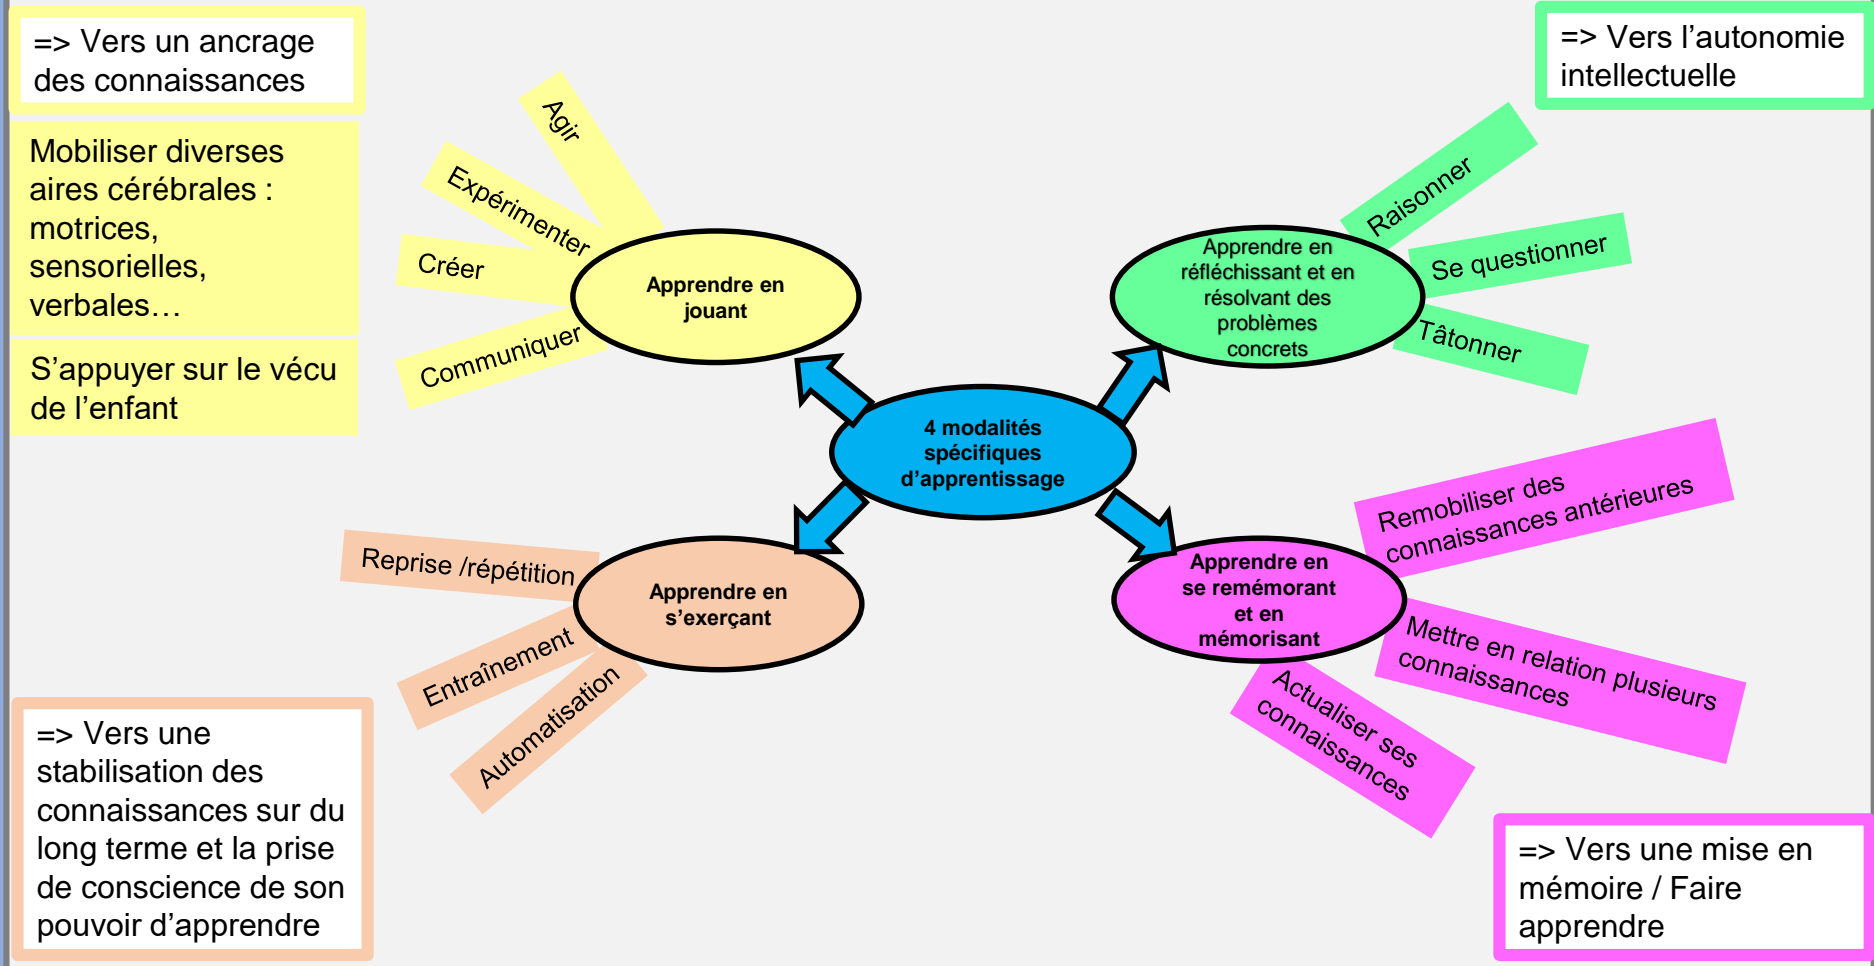 => Vers un ancrage
des connaissances
Mobiliser diverses
aires cérébrales :
motrices,
sensorielles,
verbales…
S’appuyer sur le vécu
de l’enfant
Agir
Expérimenter
Créer
Communiquer
Apprendre en
jouant
=> Vers l’autonomie
intellectuelle
Raisonner
Se questionner
Tâtonner
Apprendre en
réfléchissant et en
résolvant des
problèmes
concrets
4 modalités
spécifiques
d’apprentissage
Reprise /répétition
Entraînement
Automatisation
Apprendre en
s’exerçant
=> Vers une
stabilisation des
connaissances sur du
long terme et la prise
de conscience de son
pouvoir d’apprendre
Apprendre en
se remémorant
et en
mémorisant
Remobiliser des
connaissances antérieures
Mettre en relation plusieurs
connaissances
Actualiser ses
connaissances
=> Vers une mise en
mémoire / Faire
apprendre